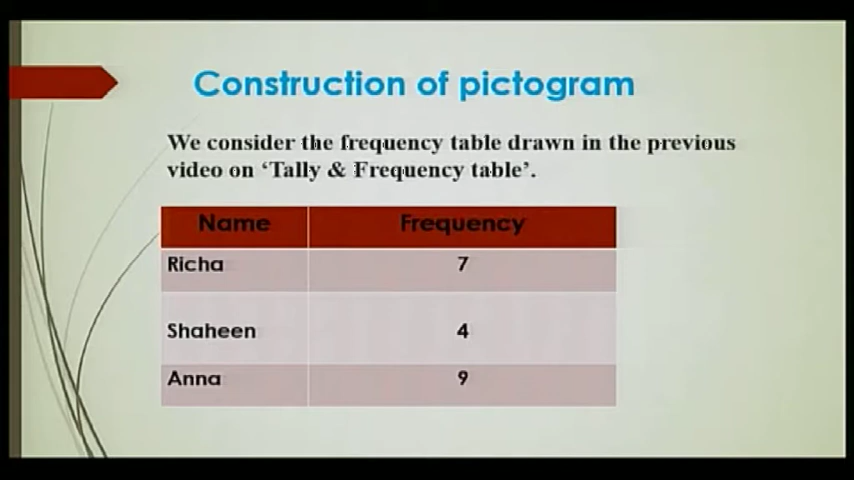 Construction of pictogram
We consider the frequency table drawn in the previous
video on ‘Tally & Frequency table’.
Name Frequency
Richa 7
Shaheen 4
Anna 9